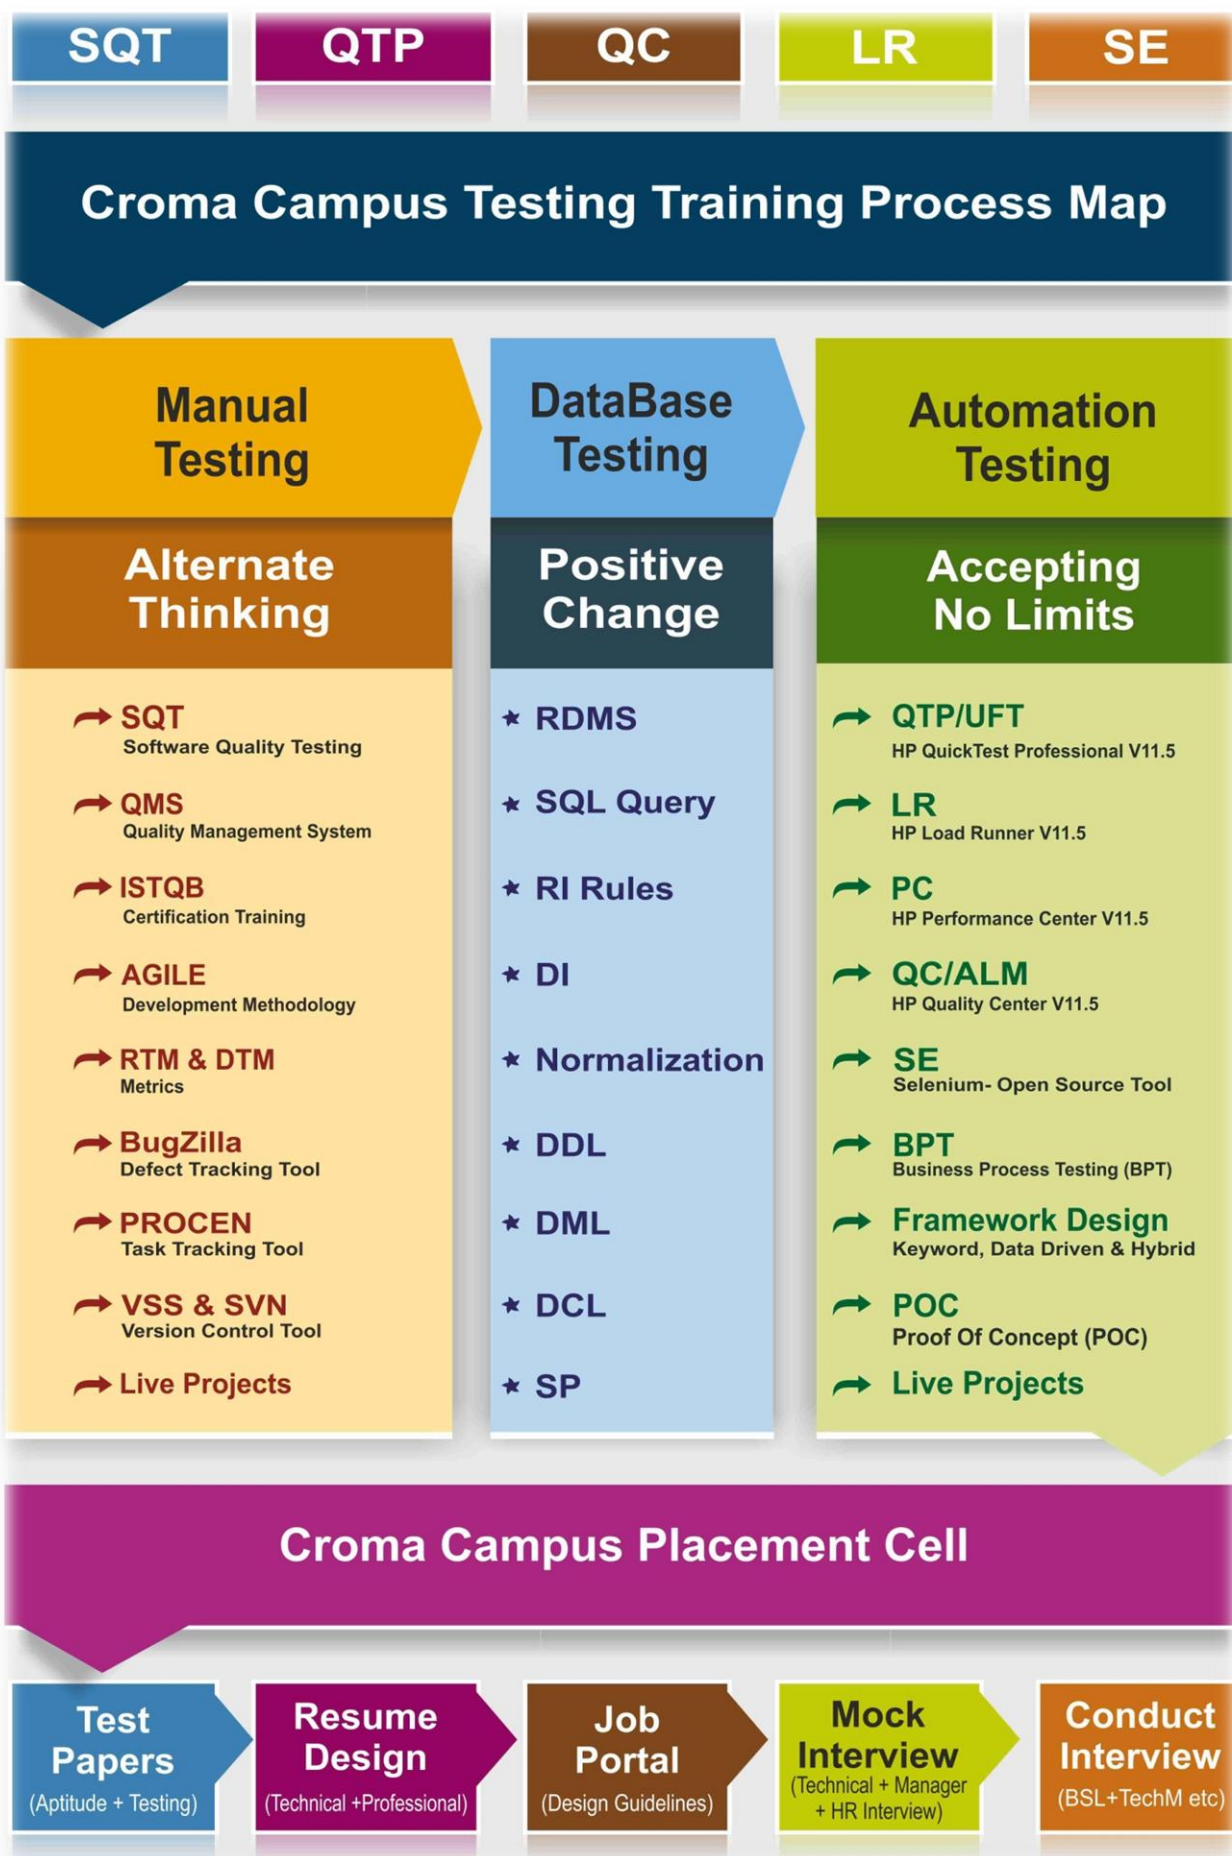 SQT
QTP
QC
LR
SE
Croma Campus Testing Training Process Map
Manual
Testing
Alternate
Thinking
SQT
Software Quality Testing
QMS
Quality Management System
ISTQB
Certification Training
AGILE
Development Methodology
RTM & DTM
Metrics
BugZilla
Defect Tracking Tool
PROCEN
Task Tracking Tool
VSS & SVN
Version Control Tool
Live Projects
DataBase
Testing
Positive
Change
RDMS
SQL Query
RI Rules
DI
Normalization
DDL
DML
DCL
SP
Automation
Testing
Accepting
No Limits
QTP/UFT
HP QuickTest Professional V11.5
LR
HP Load Runner V11.5
PC
HP Performance Center V11.5
QC/ALM
HP Quality Center V11.5
SE
Selenium- Open Source Tool
BPT
Business Process Testing (BPT)
Framework Design
Keyword, Data Driven & Hybrid
POC
Proof Of Concept (POC)
Live Projects
Croma Campus Placement Cell
Test
Papers
(Aptitude + Testing)
Resume
Design
(Technical +Professional)
Job
Portal
(Design Guidelines)
Mock
Interview
(Technical + Manager
+ HR Interview)
Conduct
Interview
(BSL+TechM etc)